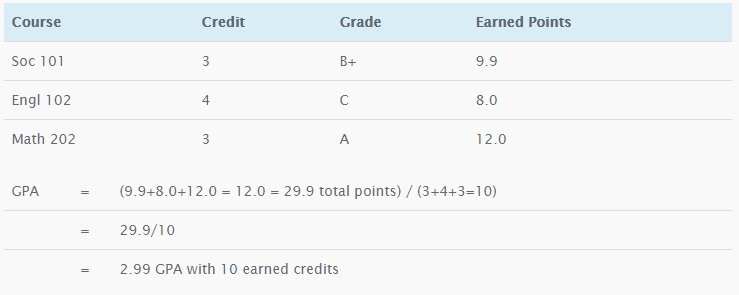 Course Credit Grade Earned Points
Soc 101 3 B+ 9.9
Engl 102 4 C 8.0
Math 202 3 A 12.0
GPA = (9.9+8.0+12.0 = 12.0 = 29.9 total points) / (3+4+3=10)
= 29.9/10
= 2.99 GPA with 10 earned credits